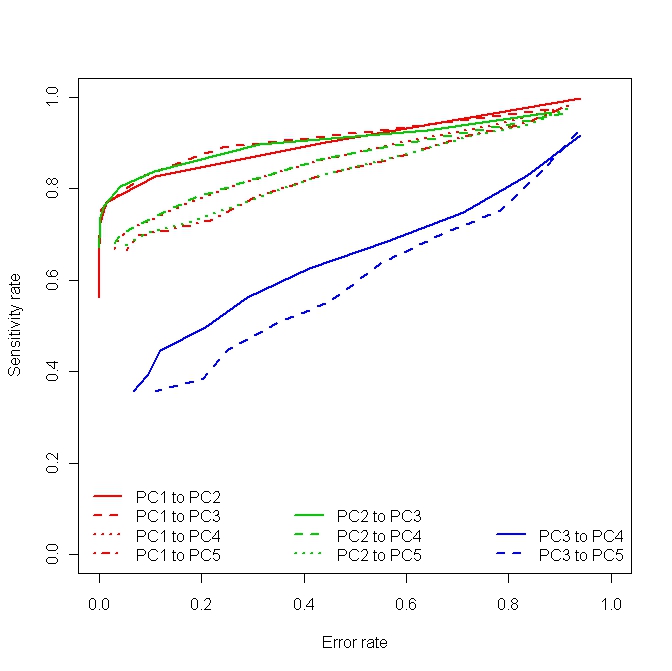 1.0
0.8
0.6
0.4
0.2
0.0
Sensitivity rate
PC1 to PC2
PC1 to PC3 PC2 to PC3
PC1 to PC4 PC2 to PC4 PC3 to PC4
PC1 to PC5 PC2 to PC5 PC3 to PC5
0.0 0.2 0.4 0.6 0.8 1.0
Error rate